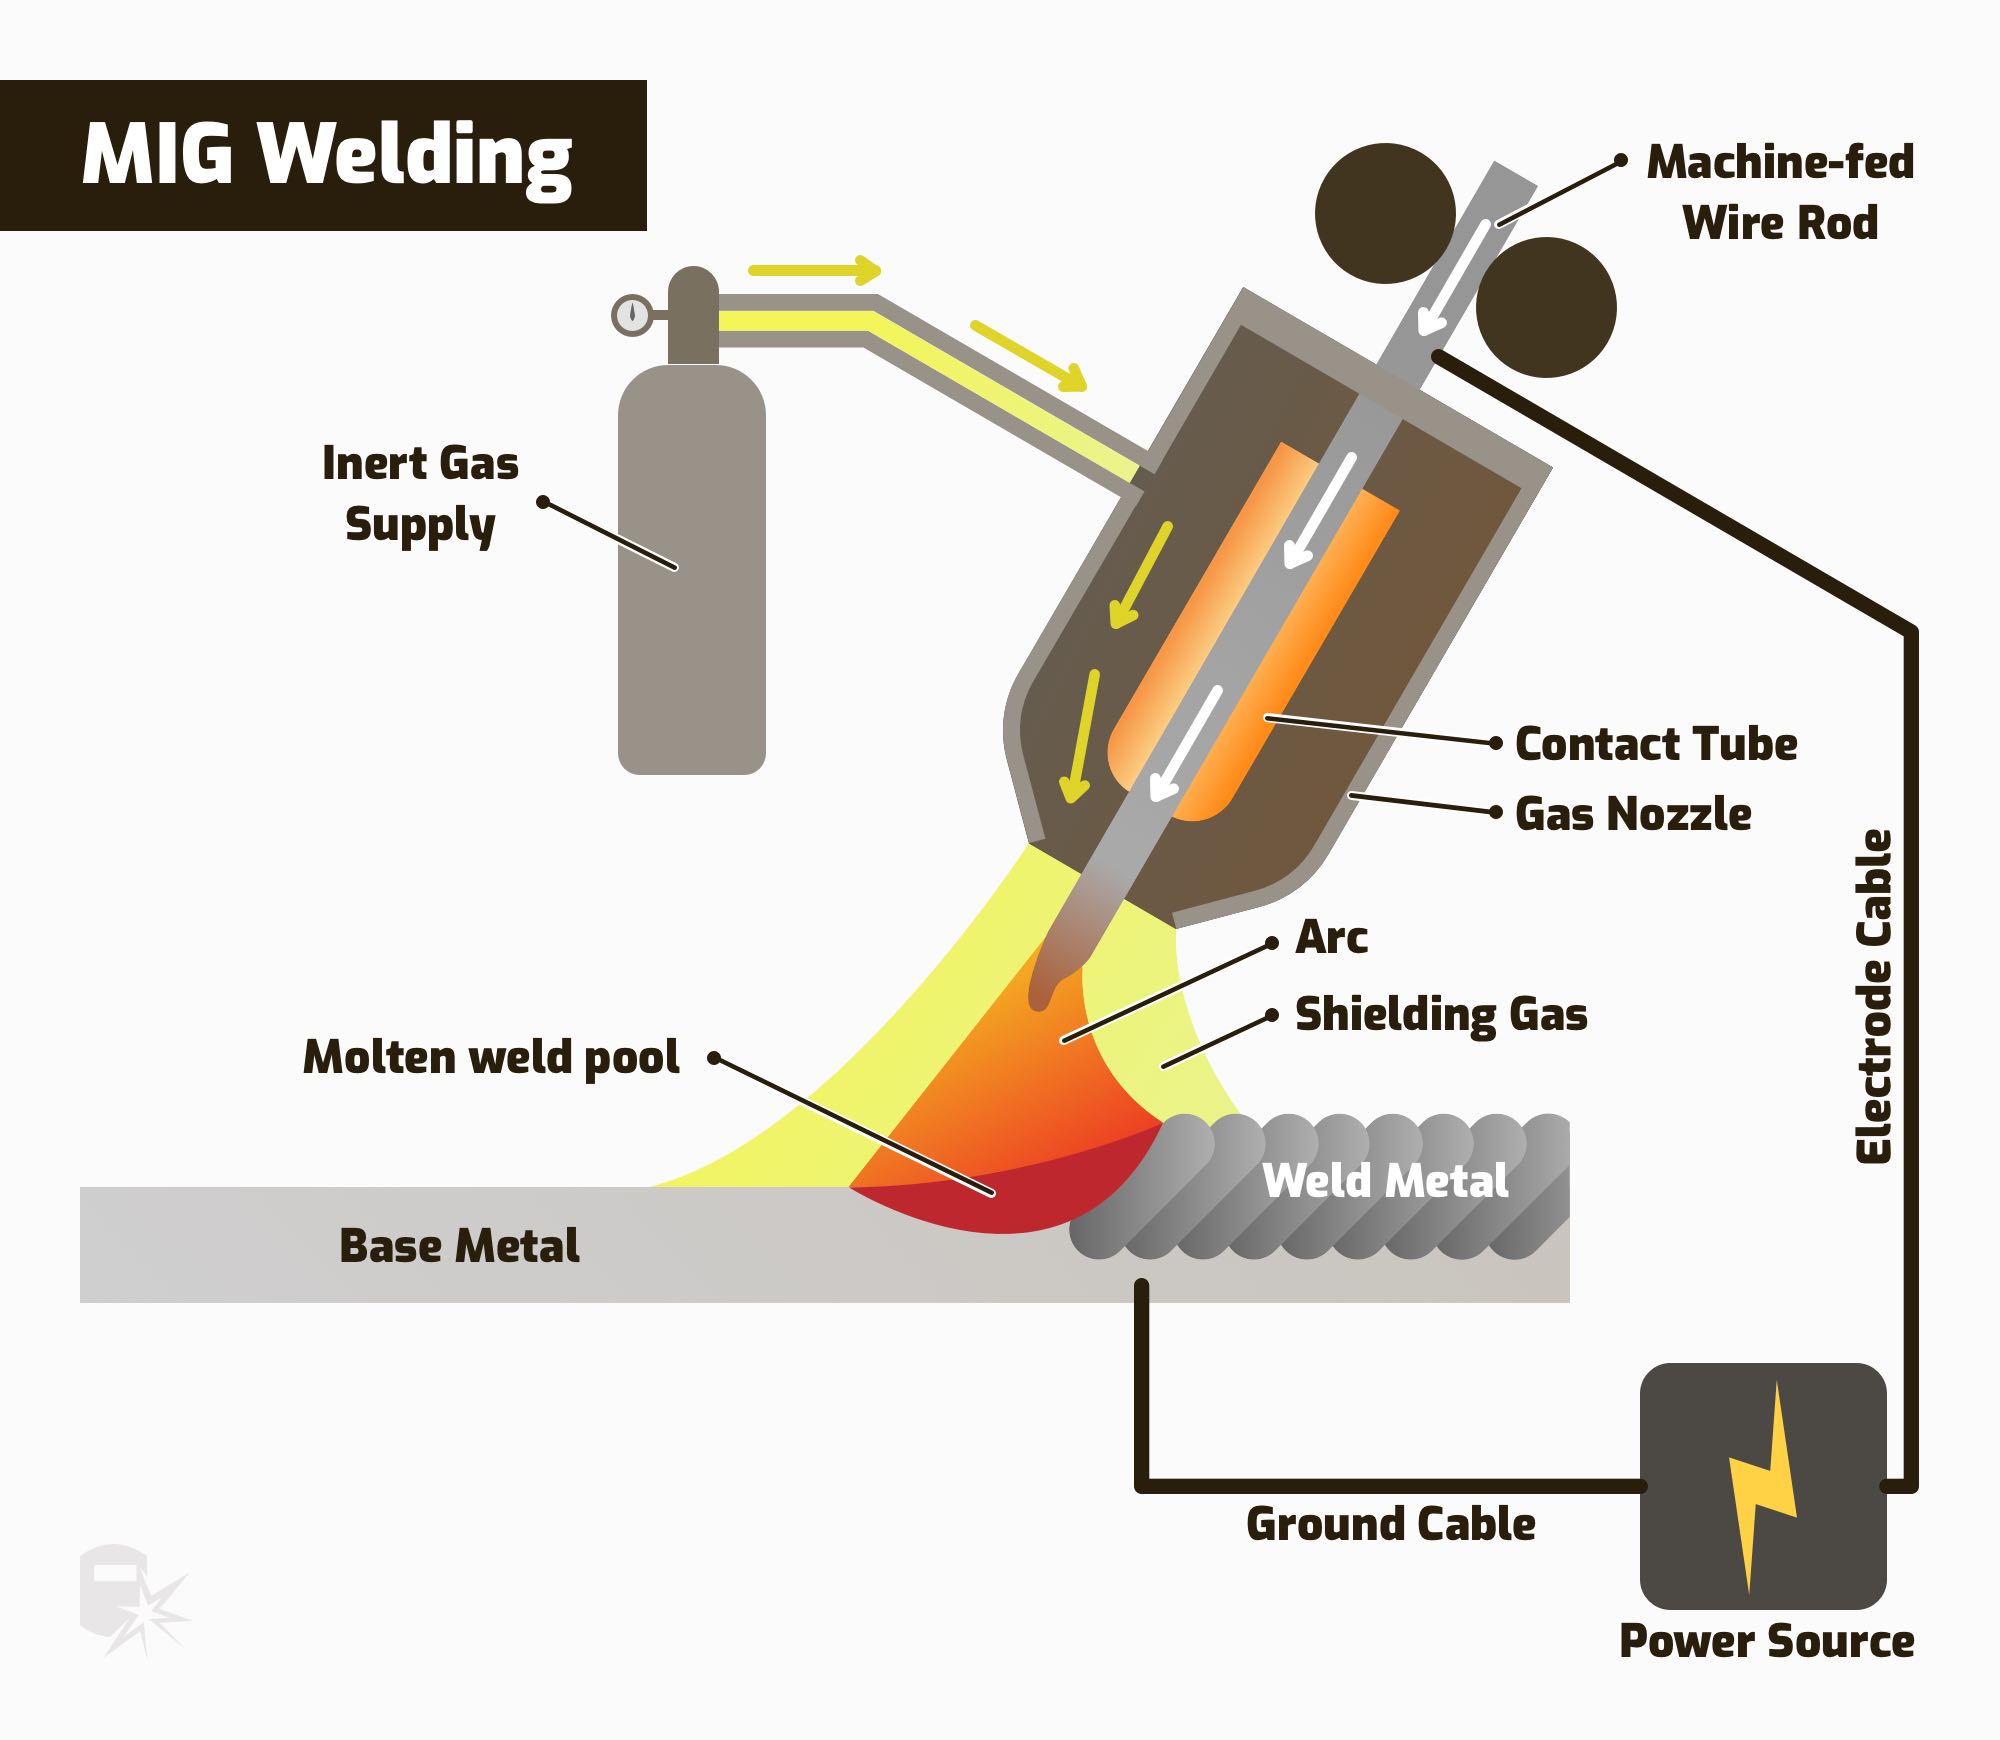 MIG Welding
Machine-fed
Wire Rod
Inert Gas
Supply
Contact Tube
Gas Nozzle
Electrode Cable
Arc
Shielding Gas
Molten weld pool
Weld Metal
Base Metal
Ground Cable
Power Source